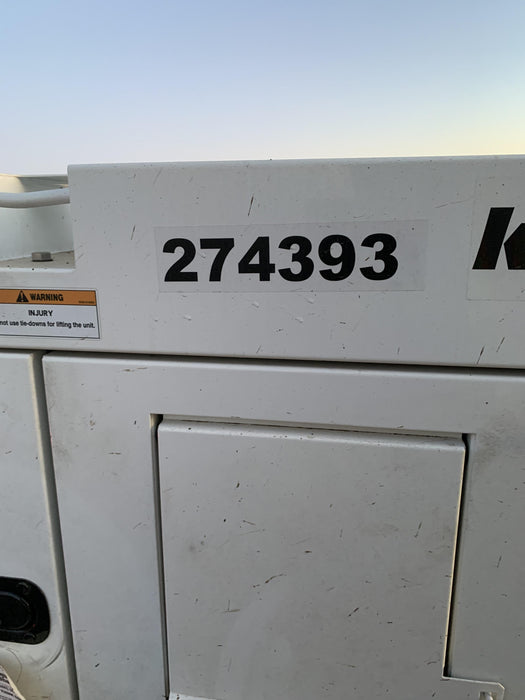 274393
k
WARNING
INJURY
not use tie-downs for lifting the unit.